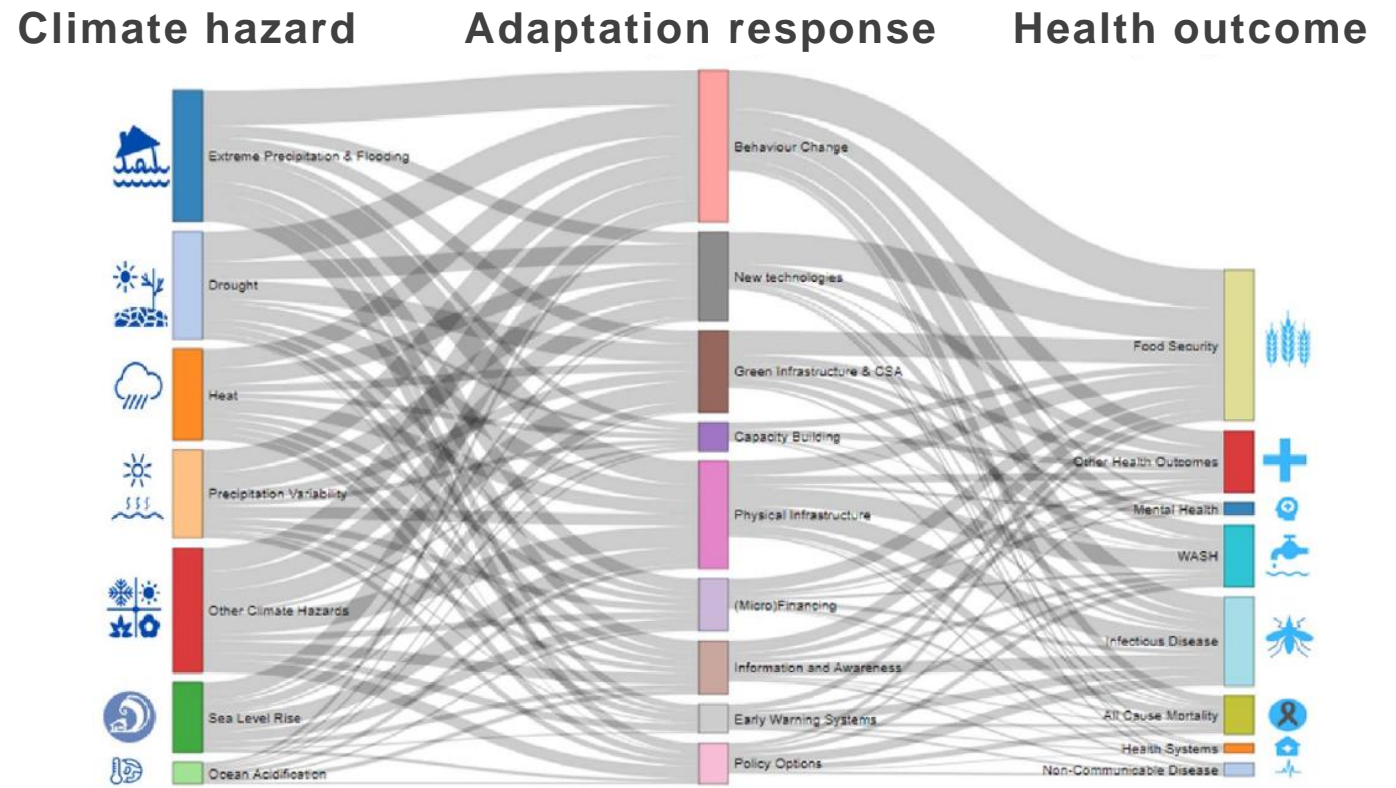 Climate hazard
Adaptation response
Health outcome
Extreme Precipitation & Flooding
Drought
Heat
Precipitation Variability
Other Climate Hazards
Sea Level Rise
Ocean Acidification
Behaviour Change
New technologies
Green Infrastructure & CSA
Capacity Building
Physical Infrastructure
(Micro)Financing
Information and Awareness
Early Warning Systems
Policy Options
Food Security
Other Health Outcomes
Mental Health
WASH
Infectious Disease
All Cause Mortality
Health Systems
Non-Communicable Disease